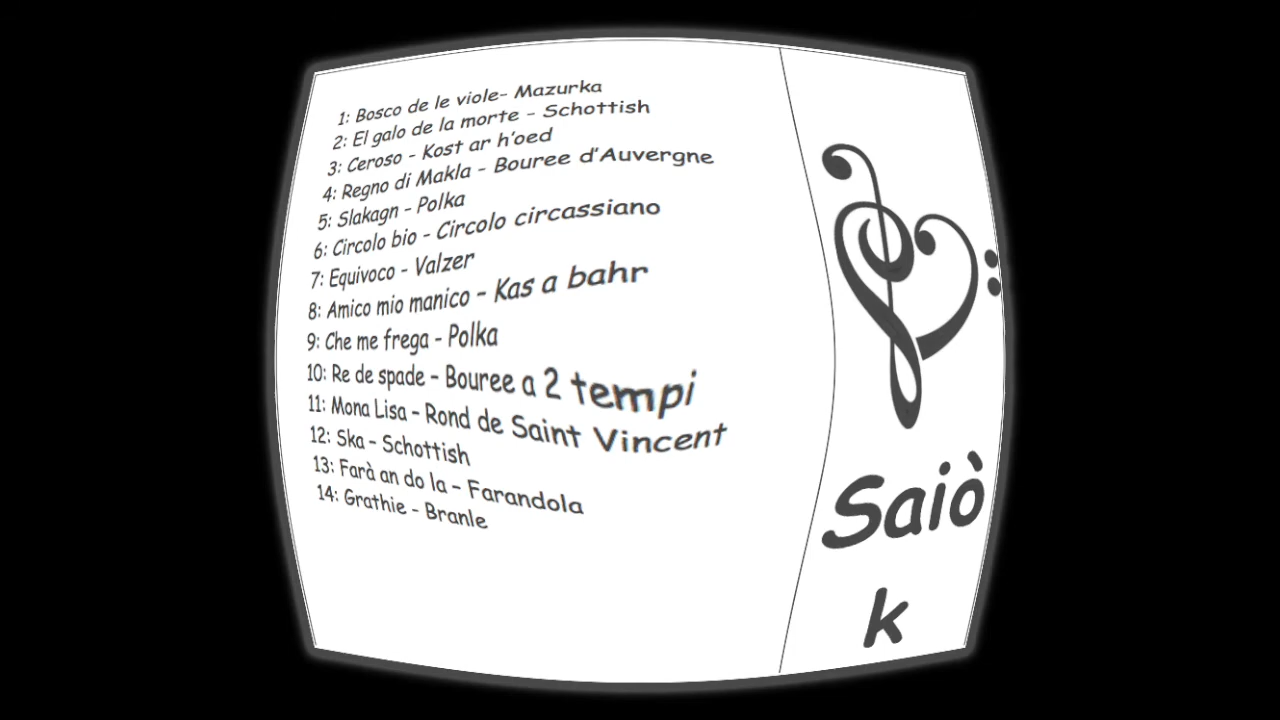 1: Bosco de le viole- Mazurka
2: El galo de la morte - Schottish
3: Ceroso - Kost ar h'oed
4: Regno di Makla - Bouree d'Auvergne
5: Slakagn - Polka
6: Circolo bio - Circolo circassiano
7: Equivoco - Valzer
8: Amico mio manico - Kas a bahr
9: Che me frega - Polka
10: Re de spade - Bouree a 2 tempi
11: Mona Lisa - Rond de Saint Vincent
12: Ska - Schottish
13: Farà an do la - Farandola
14: Grathie - Branle
Saiò
k